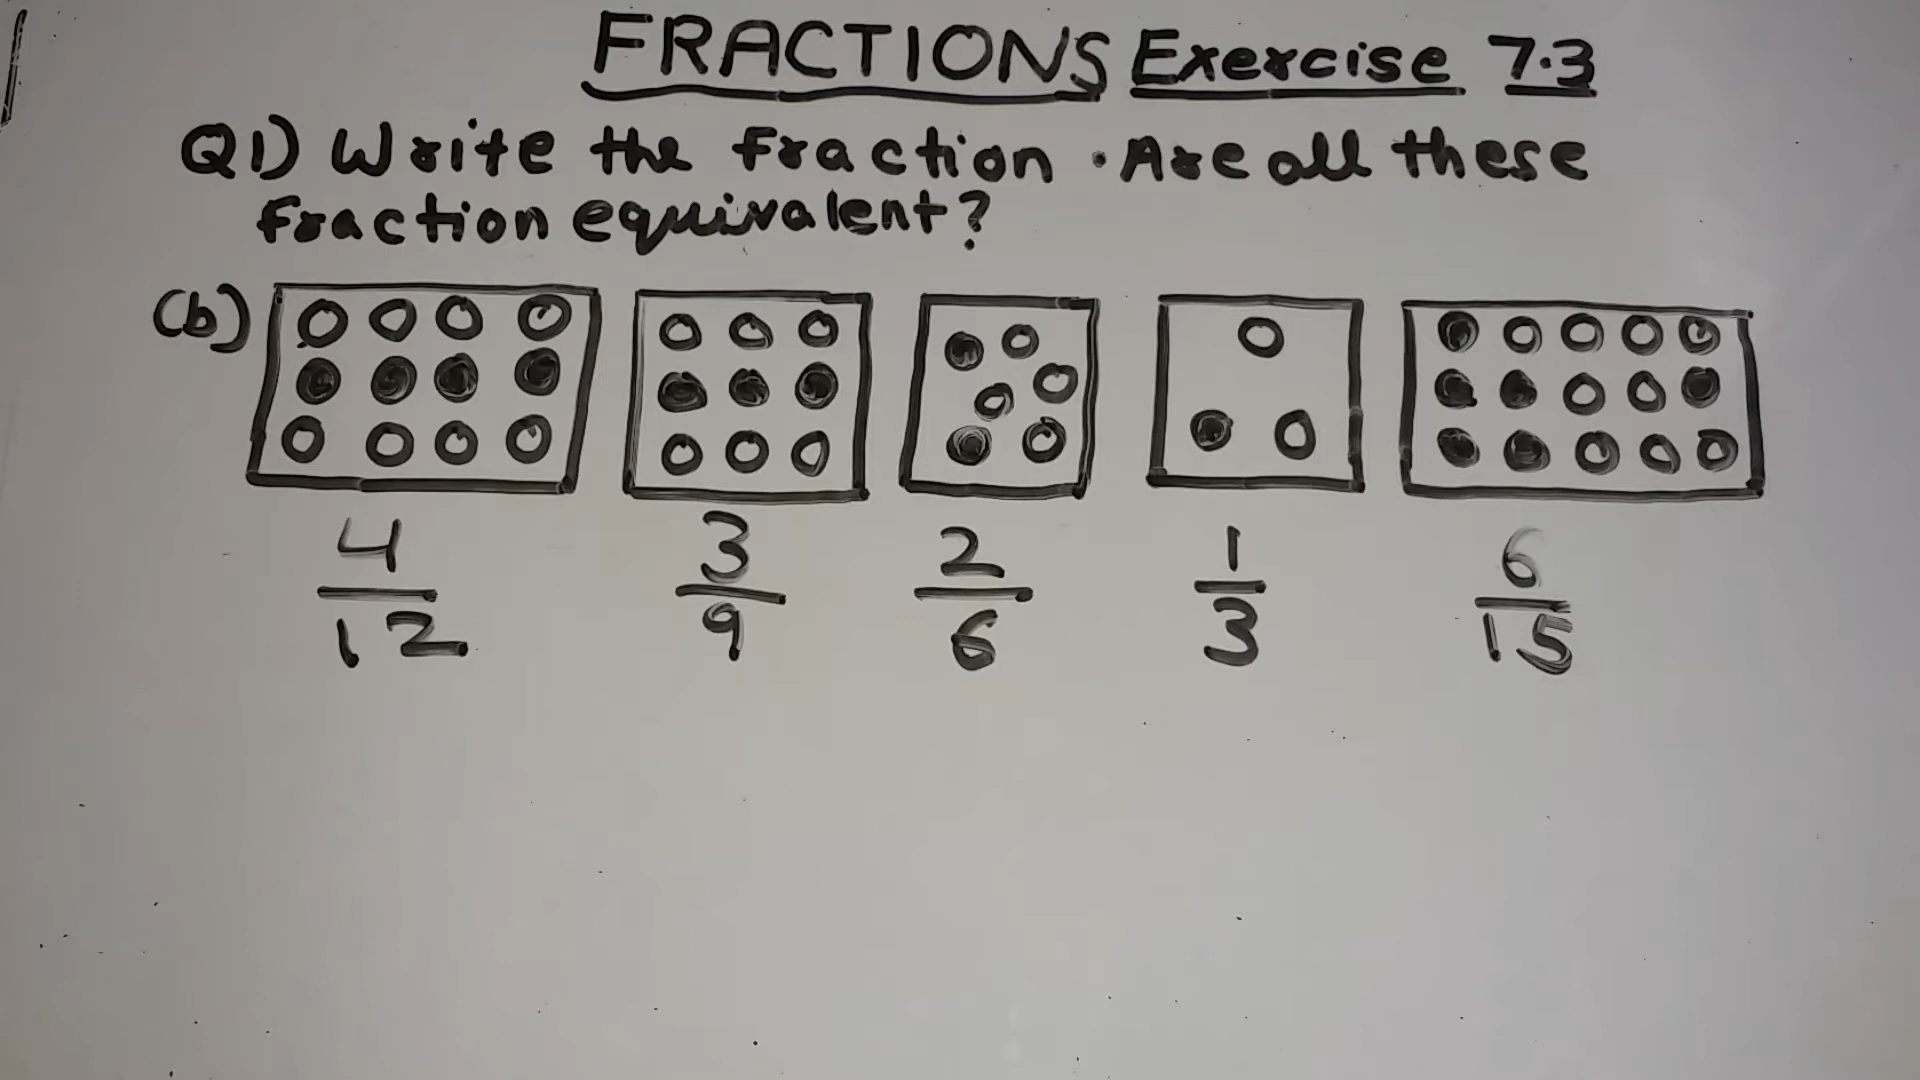 FRACTIONS Exercise 7.3
Q1) Write the fraction . Are all these
fraction equivalent?
(b)
4/12 3/9 2/6 1/3 6/15